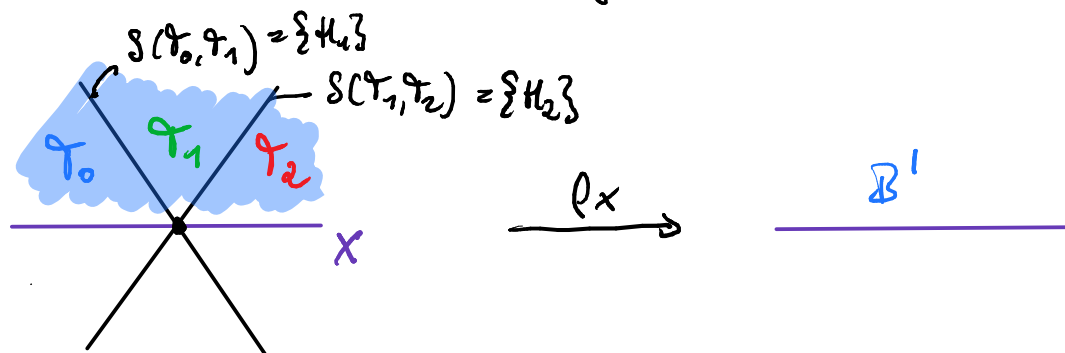 S(T₀,T₁) = {H₁}
S(T₁,T₂) = {H₂}
T₀ T₁ T₂
ρx
B'
X